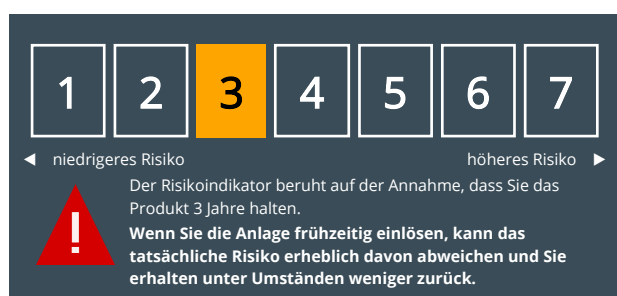 1 2 3 4 5 6 7
◄ niedrigeres Risiko höheres Risiko ►
Der Risikoindikator beruht auf der Annahme, dass Sie das
Produkt 3 Jahre halten.
!
Wenn Sie die Anlage frühzeitig einlösen, kann das
tatsächliche Risiko erheblich davon abweichen und Sie
erhalten unter Umständen weniger zurück.